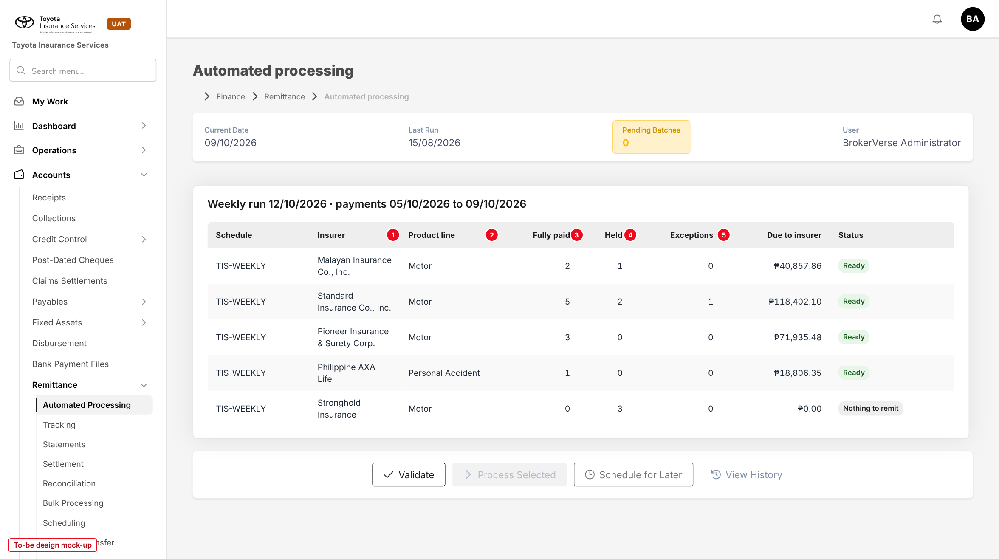 Toyota
Insurance Services
UAT
Toyota Insurance Services
Search menu...
My Work
Dashboard
Operations
Accounts
Receipts
Collections
Credit Control
Post-Dated Cheques
Claims Settlements
Payables
Fixed Assets
Disbursement
Bank Payment Files
Remittance
Automated Processing
Tracking
Statements
Settlement
Reconciliation
Bulk Processing
Scheduling
nsfer
To-be design mock-up
BA
Automated processing
Finance Remittance Automated processing
Current Date Last Run Pending Batches User
09/10/2026 15/08/2026 0 BrokerVerse Administrator
Weekly run 12/10/2026 · payments 05/10/2026 to 09/10/2026
Schedule Insurer 1 Product line 2 Fully paid 3 Held 4 Exceptions 5 Due to insurer Status
TIS-WEEKLY Malayan Insurance Co., Inc. Motor 2 1 0 ₱40,857.86 Ready
TIS-WEEKLY Standard Insurance Co., Inc. Motor 5 2 1 ₱118,402.10 Ready
TIS-WEEKLY Pioneer Insurance & Surety Corp. Motor 3 0 0 ₱71,935.48 Ready
TIS-WEEKLY Philippine AXA Life Personal Accident 1 0 0 ₱18,806.35 Ready
TIS-WEEKLY Stronghold Insurance Motor 0 3 0 ₱0.00 Nothing to remit
Validate Process Selected Schedule for Later View History